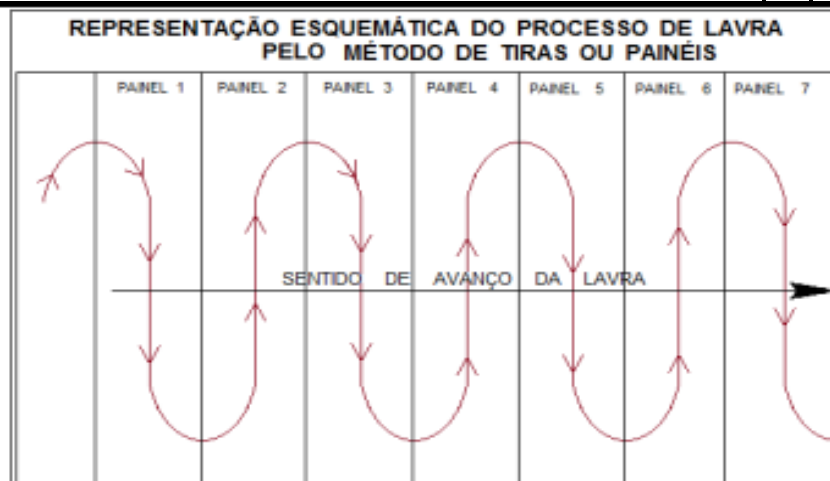 REPRESENTAÇÃO ESQUEMÁTICA DO PROCESSO DE LAVRA
PELO MÉTODO DE TIRAS OU PAINÉIS
PAINEL 1 PAINEL 2 PAINEL 3 PAINEL 4 PAINEL 5 PAINEL 6 PAINEL 7
SENTIDO DE AVANÇO DA LAVRA